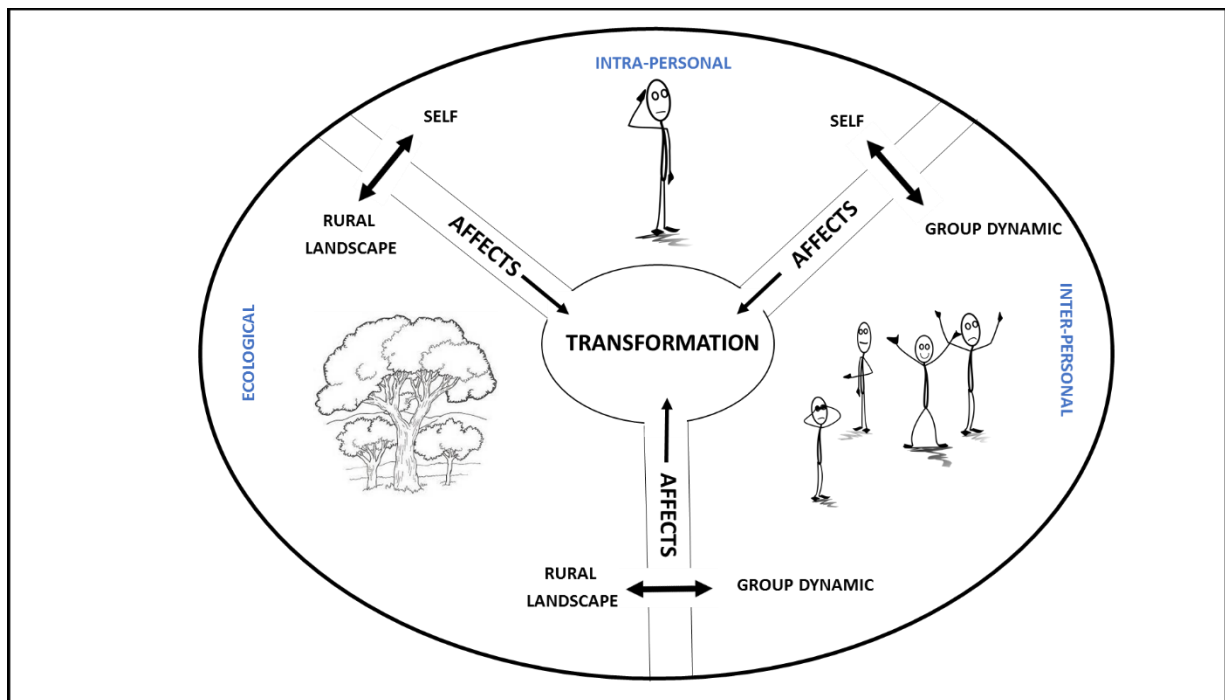 INTRA-PERSONAL
SELF
SELF
RURAL
LANDSCAPE
AFFECTS
AFFECTS
GROUP DYNAMIC
ECOLOGICAL
TRANSFORMATION
INTER-PERSONAL
AFFECTS
RURAL
LANDSCAPE
GROUP DYNAMIC